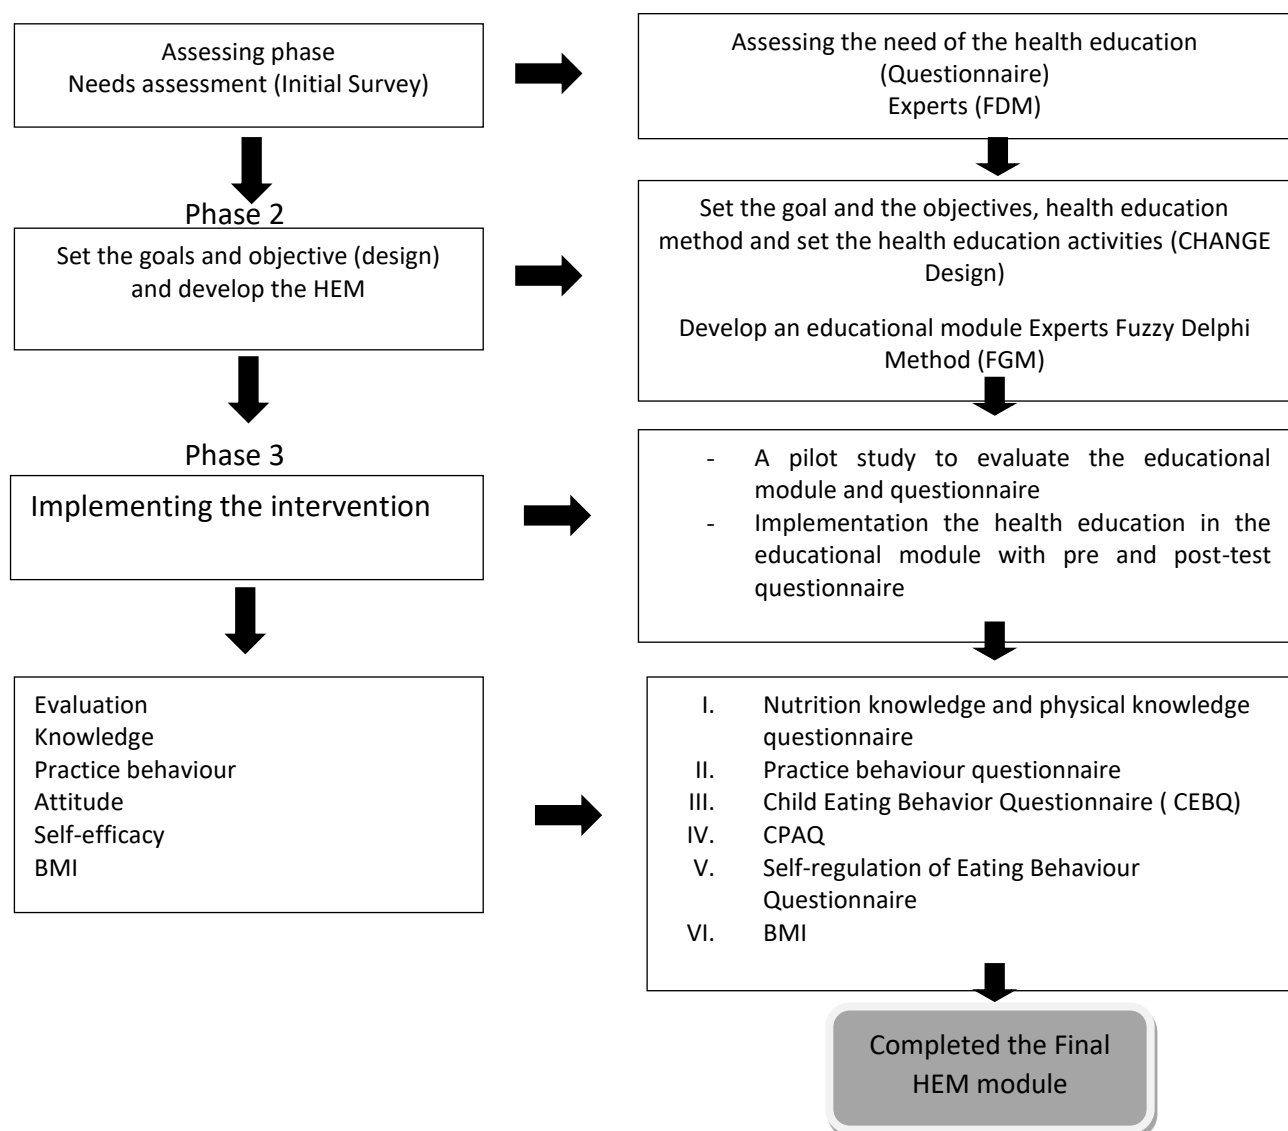 Assessing phase
Needs assessment (Initial Survey)
Assessing the need of the health education
(Questionnaire)
Experts (FDM)
Phase 2
Set the goals and objective (design)
and develop the HEM
Set the goal and the objectives, health education
method and set the health education activities (CHANGE
Design)
Develop an educational module Experts Fuzzy Delphi
Method (FGM)
Phase 3
Implementing the intervention
- A pilot study to evaluate the educational
module and questionnaire
- Implementation the health education in the
educational module with pre and post-test
questionnaire
Evaluation
Knowledge
Practice behaviour
Attitude
Self-efficacy
BMI
I. Nutrition knowledge and physical knowledge
questionnaire
II. Practice behaviour questionnaire
III. Child Eating Behavior Questionnaire ( CEBQ)
IV. CPAQ
V. Self-regulation of Eating Behaviour
Questionnaire
VI. BMI
Completed the Final
HEM module